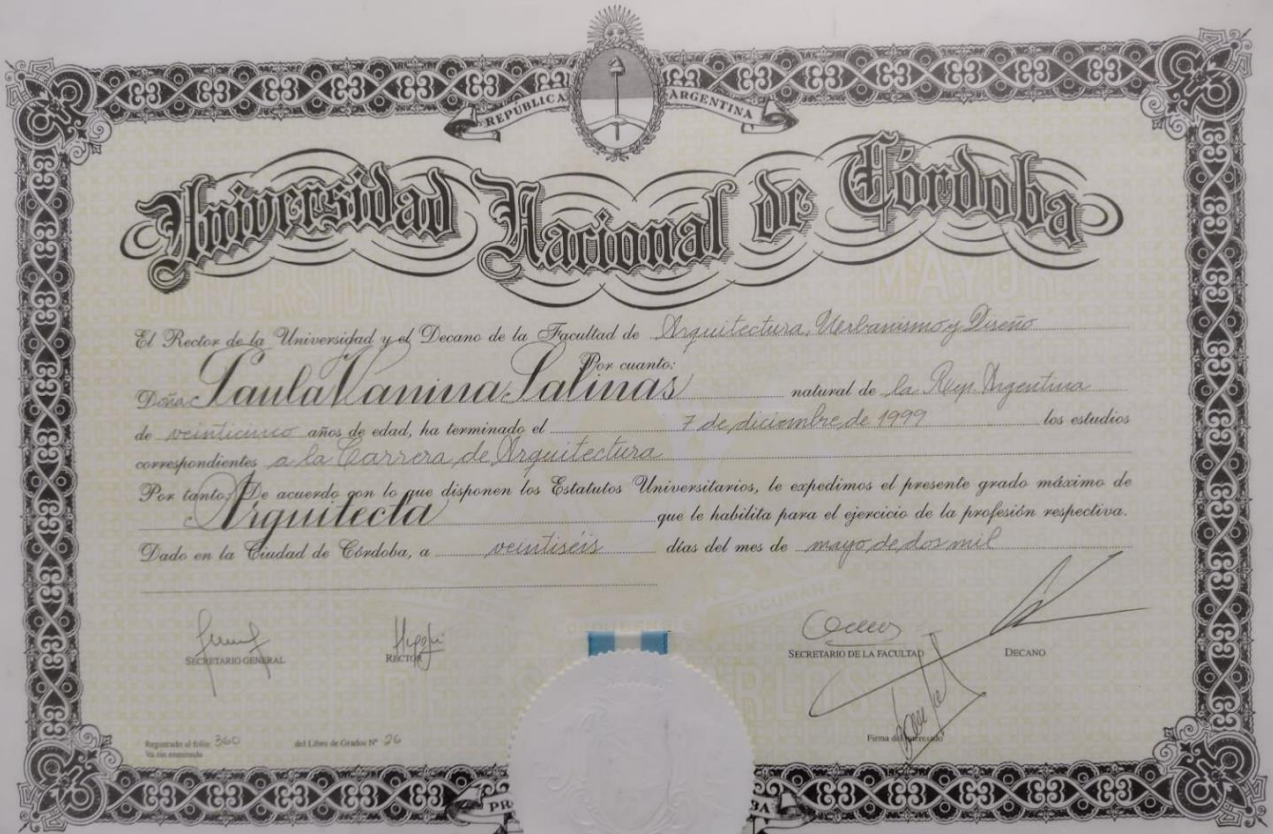 REPÚBLICA ARGENTINA
Universidad Nacional de Córdoba
El Rector de la Universidad y el Decano de la Facultad de Arquitectura, Urbanismo y Diseño
Por cuanto:
Doña Paula Vanina Salinas natural de la Rep. Argentina
de veinticinco años de edad, ha terminado el 7 de diciembre de 1999 los estudios
correspondientes a la Carrera de Arquitectura
Por tanto: De acuerdo con lo que disponen los Estatutos Universitarios, le expedimos el presente grado máximo de
Arquitecta que le habilita para el ejercicio de la profesión respectiva.
Dado en la Ciudad de Córdoba, a veintiséis días del mes de mayo de dos mil
SECRETARIO GENERAL RECTOR SECRETARIO DE LA FACULTAD DECANO
Firma del interesado
Registrado al folio 360 del Libro de Grados Nº 26
Va sin enmienda